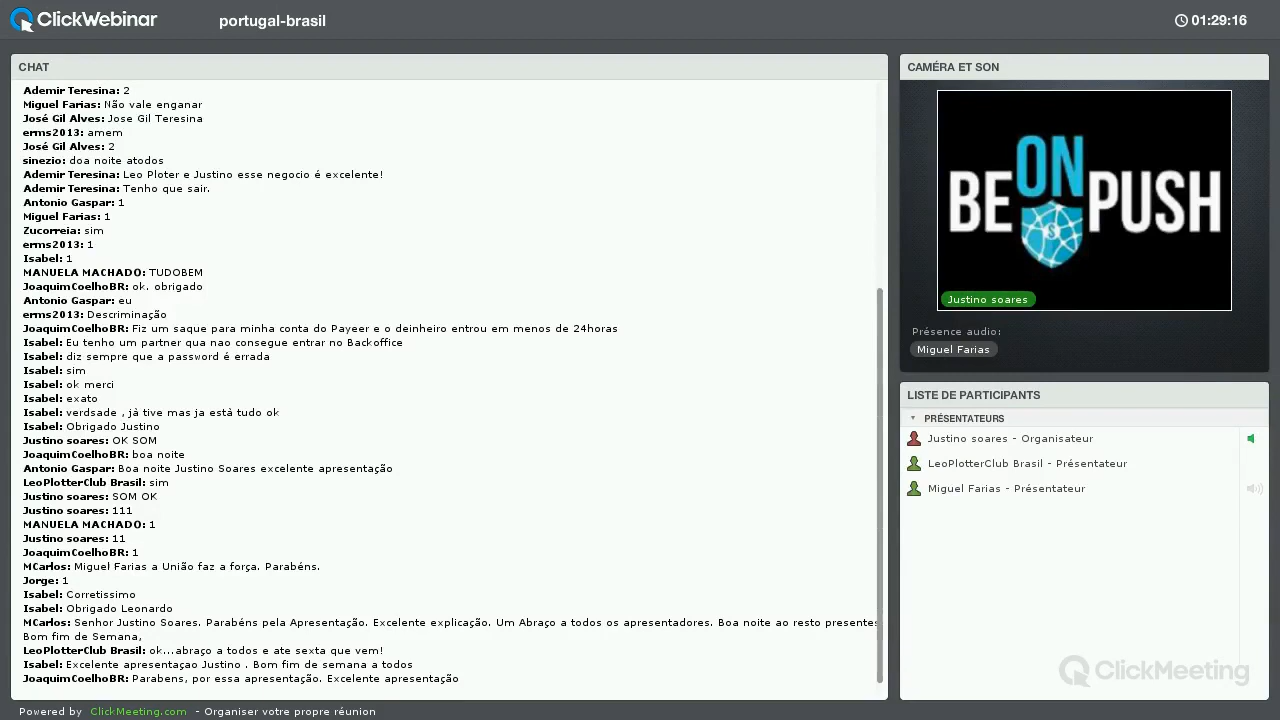 ClickWebinar
portugal-brasil
01:29:16
CHAT
Ademir Teresina: 2
Miguel Farias: Não vale enganar
José Gil Alves: Jose Gil Teresina
erms2013: amem
José Gil Alves: 2
sinezio: doa noite atodos
Ademir Teresina: Leo Ploter e Justino esse negocio é excelente!
Ademir Teresina: Tenho que sair.
Antonio Gaspar: 1
Miguel Farias: 1
Zucorreia: sim
erms2013: 1
Isabel: 1
MANUELA MACHADO: TUDOBEM
JoaquimCoelhoBR: ok. obrigado
Antonio Gaspar: eu
erms2013: Descriminação
JoaquimCoelhoBR: Fiz um saque para minha conta do Payeer e o deinheiro entrou em menos de 24horas
Isabel: Eu tenho um partner qua nao consegue entrar no Backoffice
Isabel: diz sempre que a password é errada
Isabel: sim
Isabel: ok merci
Isabel: exato
Isabel: verdsade , jà tive mas ja està tudo ok
Isabel: Obrigado Justino
Justino soares: OK SOM
JoaquimCoelhoBR: boa noite
Antonio Gaspar: Boa noite Justino Soares excelente apresentação
LeoPlotterClub Brasil: sim
Justino soares: SOM OK
Justino soares: 111
MANUELA MACHADO: 1
Justino soares: 11
JoaquimCoelhoBR: 1
MCarlos: Miguel Farias a União faz a força. Parabéns.
Jorge: 1
Isabel: Corretissimo
Isabel: Obrigado Leonardo
MCarlos: Senhor Justino Soares. Parabéns pela Apresentação. Excelente explicação. Um Abraço a todos os apresentadores. Boa noite ao resto presentes
Bom fim de Semana,
LeoPlotterClub Brasil: ok...abraço a todos e ate sexta que vem!
Isabel: Excelente apresentaçao Justino . Bom fim de semana a todos
JoaquimCoelhoBR: Parabens, por essa apresentação. Excelente apresentação
CAMÉRA ET SON
BE ON PUSH
S
Justino soares
Présence audio:
Miguel Farias
LISTE DE PARTICIPANTS
PRÉSENTATEURS
Justino soares - Organisateur
LeoPlotterClub Brasil - Présentateur
Miguel Farias - Présentateur
ClickMeeting
Powered by ClickMeeting.com - Organiser votre propre réunion